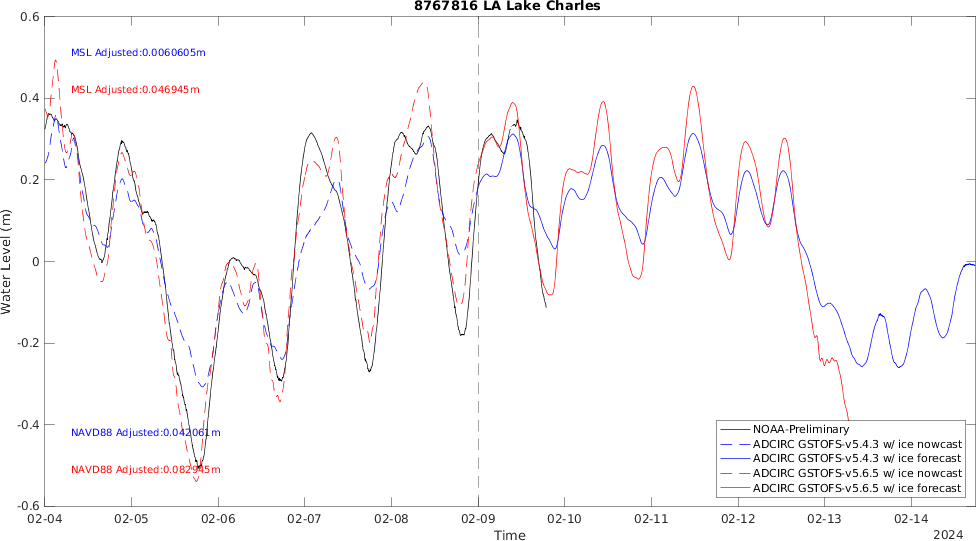 8767816 LA Lake Charles
0.6
0.4
0.2
0
-0.2
-0.4
-0.6
Water Level (m)
MSL Adjusted:0.0060605m
MSL Adjusted:0.046945m
NAVD88 Adjusted:0.042061m
NAVD88 Adjusted:0.082945m
NOAA-Preliminary
ADCIRC GSTOFS-v5.4.3 w/ ice nowcast
ADCIRC GSTOFS-v5.4.3 w/ ice forecast
ADCIRC GSTOFS-v5.6.5 w/ ice nowcast
ADCIRC GSTOFS-v5.6.5 w/ ice forecast
02-04 02-05 02-06 02-07 02-08 02-09 02-10 02-11 02-12 02-13 02-14
Time
2024